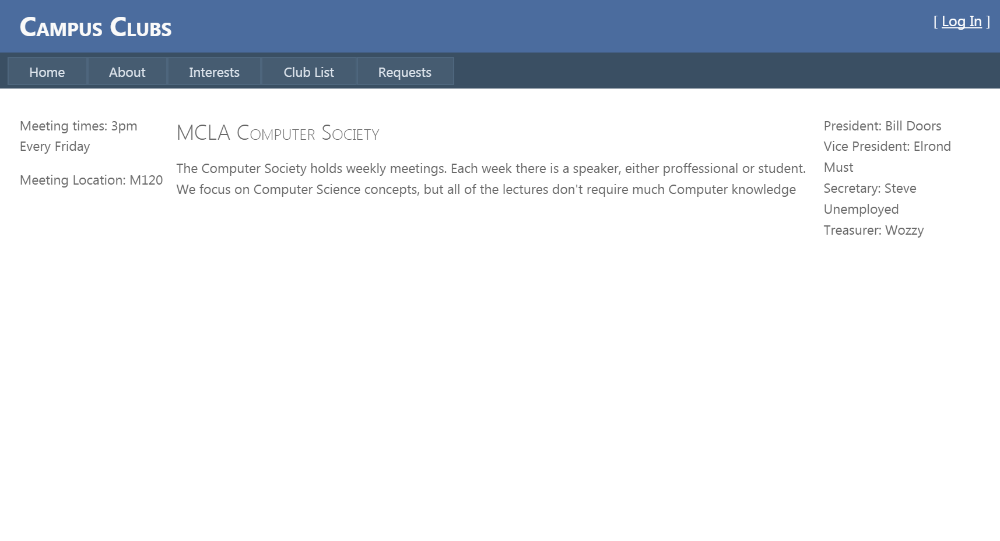 Campus Clubs
[ Log In ]
Home
About
Interests
Club List
Requests
Meeting times: 3pm
Every Friday
Meeting Location: M120
MCLA Computer Society
The Computer Society holds weekly meetings. Each week there is a speaker, either proffessional or student.
We focus on Computer Science concepts, but all of the lectures don't require much Computer knowledge
President: Bill Doors
Vice President: Elrond
Must
Secretary: Steve
Unemployed
Treasurer: Wozzy